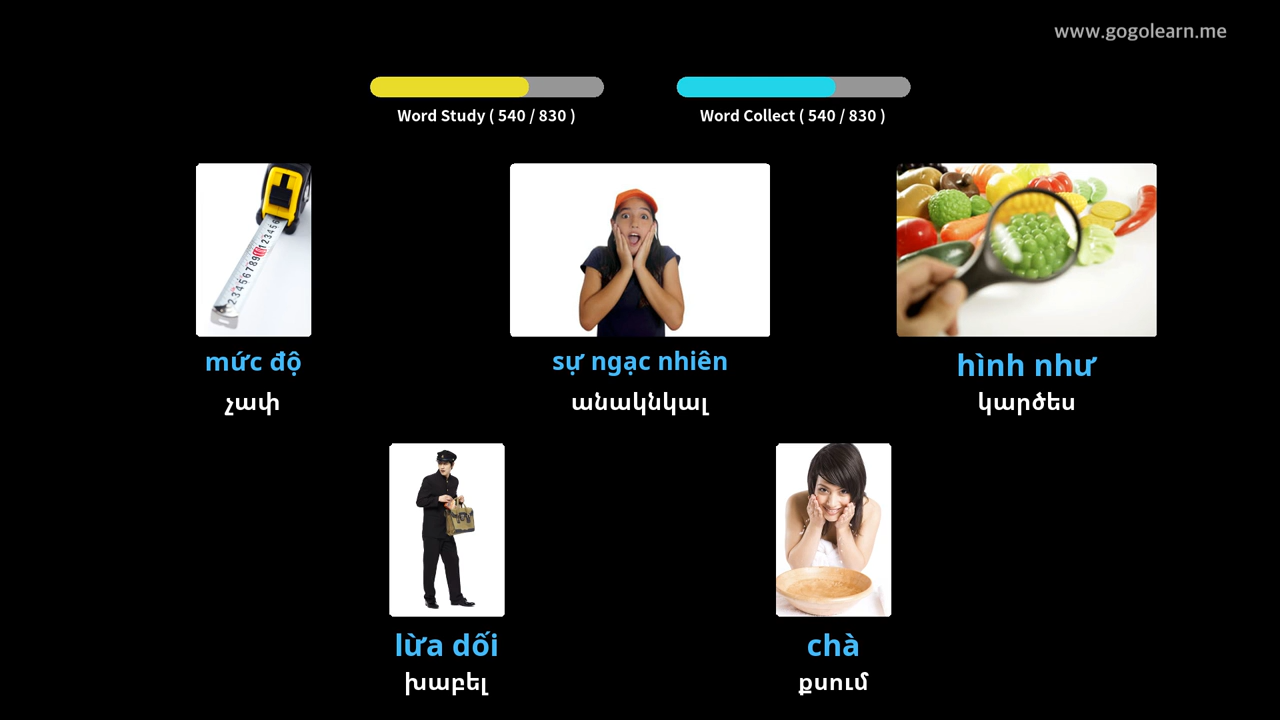 www.gogolearn.me
Word Study ( 540 / 830 )
Word Collect ( 540 / 830 )
mức độ
sự ngạc nhiên
hình như
չափ
անակնկալ
կարծես
lừa dối
chà
խաբել
քսում